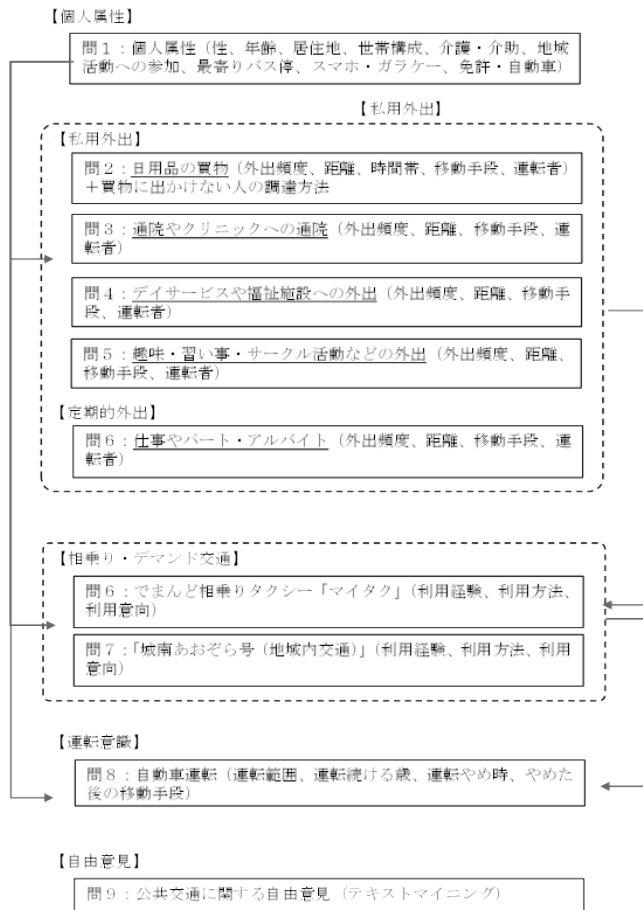 【個人属性】
問１：個人属性（性、年齢、居住地、世帯構成、介護・介助、地域
活動への参加、最寄りバス停、スマホ・ガラケー、免許・自動車）
【私用外出】
【私用外出】
問２：日用品の買物（外出頻度、距離、時間帯、移動手段、運転者）
＋買物に出かけない人の調達方法
問３：通院やクリニックへの通院（外出頻度、距離、移動手段、運
転者）
問４：デイサービスや福祉施設への外出（外出頻度、距離、移動手
段、運転者）
問５：趣味・習い事・サークル活動などの外出（外出頻度、距離、
移動手段、運転者）
【定期的外出】
問６：仕事やパート・アルバイト（外出頻度、距離、移動手段、運
転者）
【相乗り・デマンド交通】
問６：でまんど相乗りタクシー「マイタク」（利用経験、利用方法、
利用意向）
問７：「城南あおぞら号（地域内交通）」（利用経験、利用方法、利用
意向）
【運転意識】
問８：自動車運転（運転範囲、運転続ける歳、運転やめ時、やめた
後の移動手段）
【自由意見】
問９：公共交通に関する自由意見（テキストマイニング）